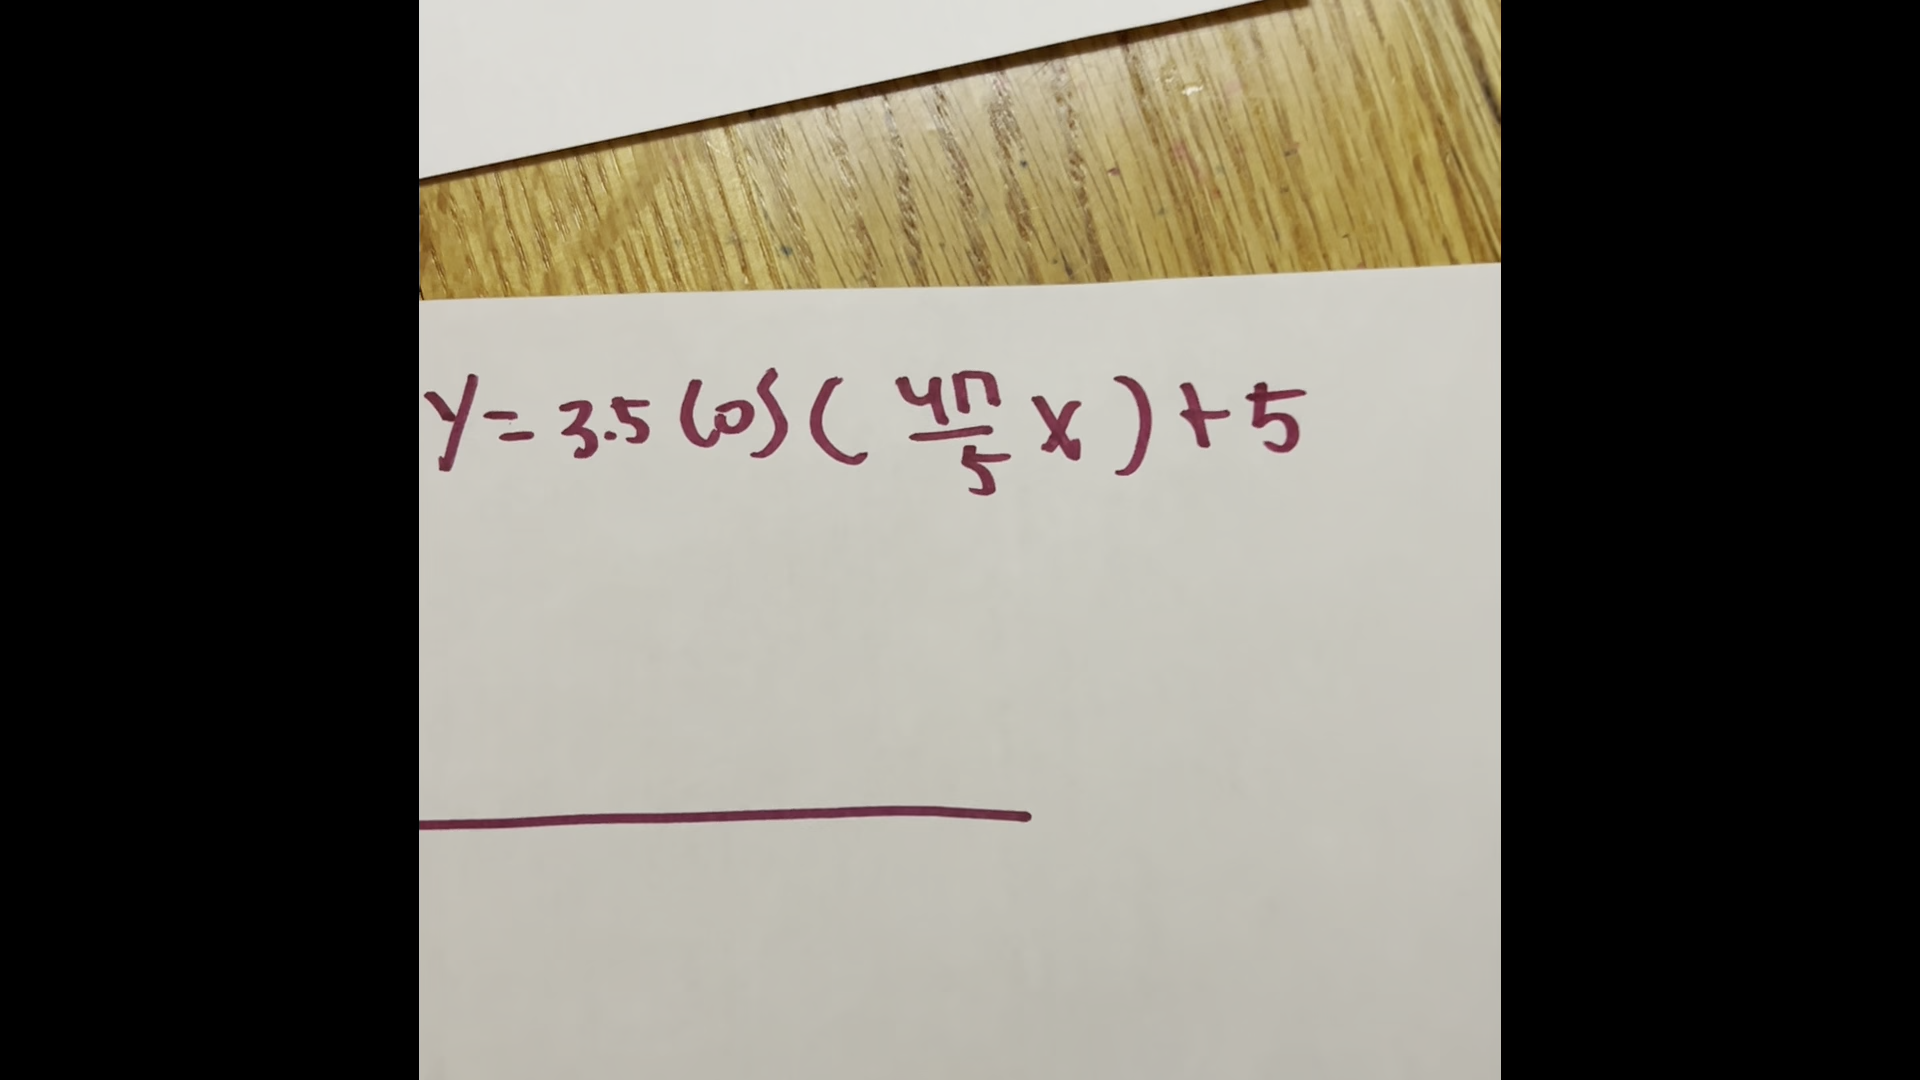 y = 3.5 cos( 4π/5 x ) + 5